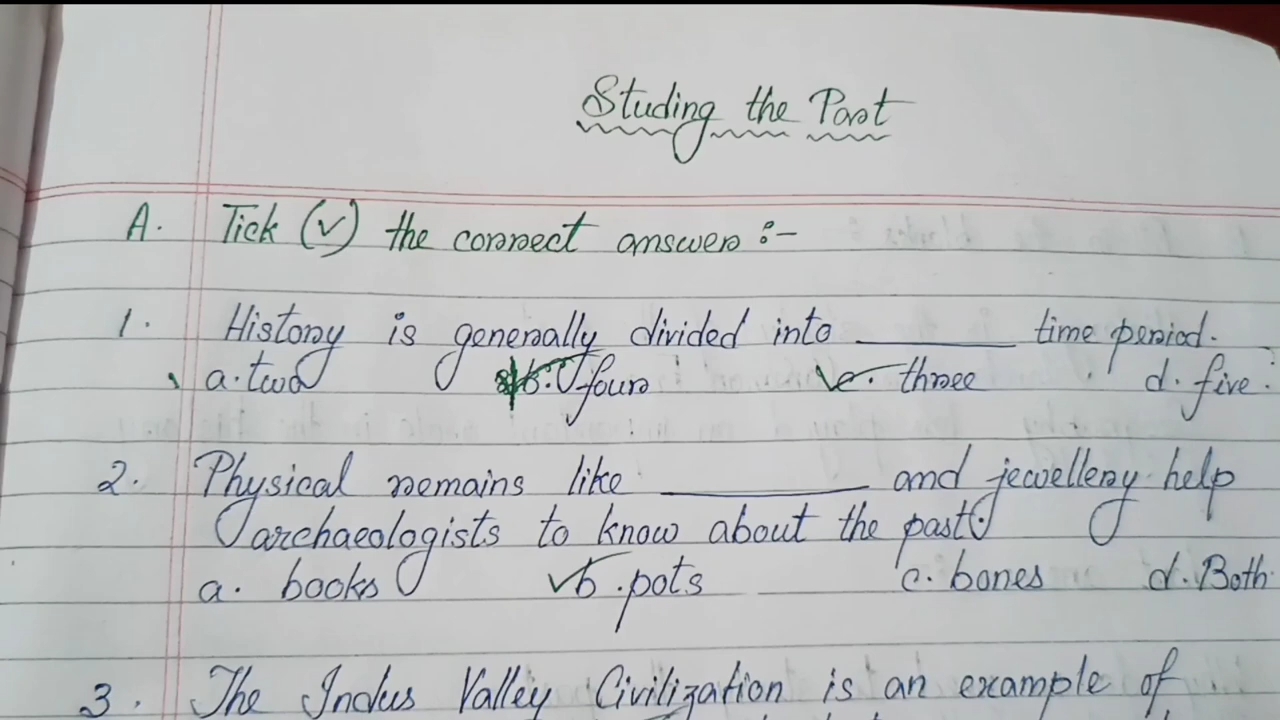 Studing the Past
A. Tick (✓) the correct answer :-
1. History is generally divided into ________ time period.
a. two ✓b. four ✓c. three d. five.
2. Physical remains like ________ and jewellery help
archaeologists to know about the past.
a. books ✓b. pots c. bones d. Both
3. The Indus Valley Civilization is an example of